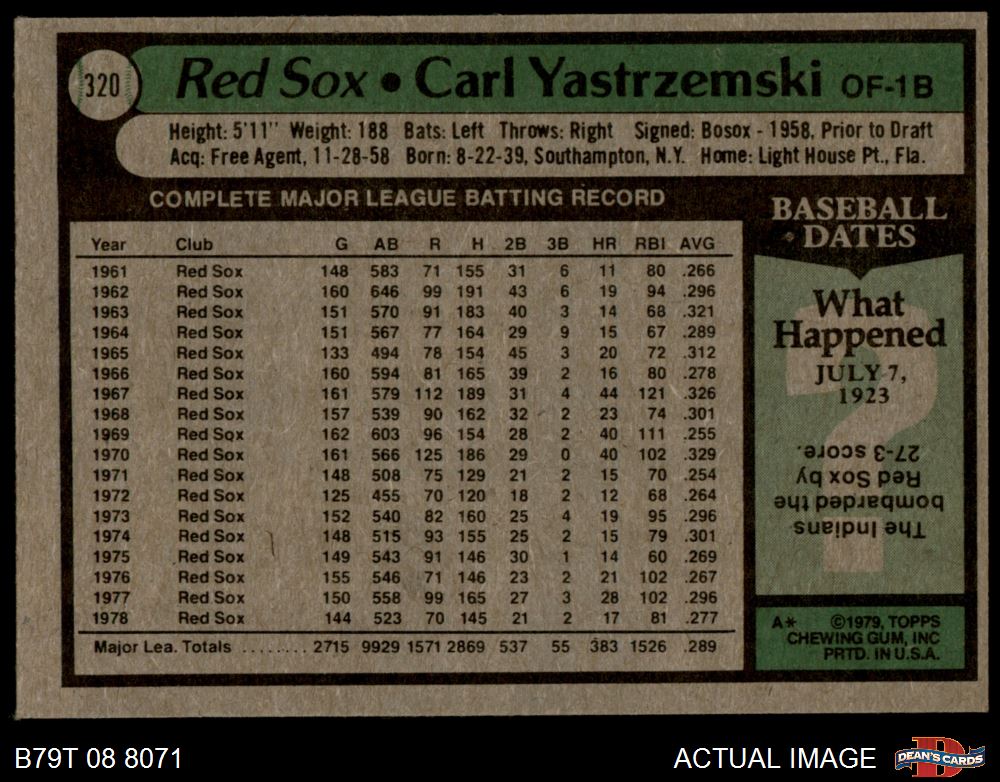 320
Red Sox • Carl Yastrzemski OF-1B
Height: 5'11" Weight: 188 Bats: Left Throws: Right Signed: Bosox - 1958, Prior to Draft
Acq: Free Agent, 11-28-58 Born: 8-22-39, Southampton, N.Y. Home: Light House Pt., Fla.
COMPLETE MAJOR LEAGUE BATTING RECORD
Year Club G AB R H 2B 3B HR RBI AVG
1961 Red Sox 148 583 71 155 31 6 11 80 .266
1962 Red Sox 160 646 99 191 43 6 19 94 .296
1963 Red Sox 151 570 91 183 40 3 14 68 .321
1964 Red Sox 151 567 77 164 29 9 15 67 .289
1965 Red Sox 133 494 78 154 45 3 20 72 .312
1966 Red Sox 160 594 81 165 39 2 16 80 .278
1967 Red Sox 161 579 112 189 31 4 44 121 .326
1968 Red Sox 157 539 90 162 32 2 23 74 .301
1969 Red Sox 162 603 96 154 28 2 40 111 .255
1970 Red Sox 161 566 125 186 29 0 40 102 .329
1971 Red Sox 148 508 75 129 21 2 15 70 .254
1972 Red Sox 125 455 70 120 18 2 12 68 .264
1973 Red Sox 152 540 82 160 25 4 19 95 .296
1974 Red Sox 148 515 93 155 25 2 15 79 .301
1975 Red Sox 149 543 91 146 30 1 14 60 .269
1976 Red Sox 155 546 71 146 23 2 21 102 .267
1977 Red Sox 150 558 99 165 27 3 28 102 .296
1978 Red Sox 144 523 70 145 21 2 17 81 .277
Major Lea. Totals ........ 2715 9929 1571 2869 537 55 383 1526 .289
BASEBALL
DATES
What
Happened
JULY 7,
1923
?
The Indians
bombarded the
Red Sox by
27-3 score.
A* ©1979, TOPPS
CHEWING GUM, INC
PRTD. IN U.S.A.
B79T 08 8071
ACTUAL IMAGE
D
DEAN'S CARDS